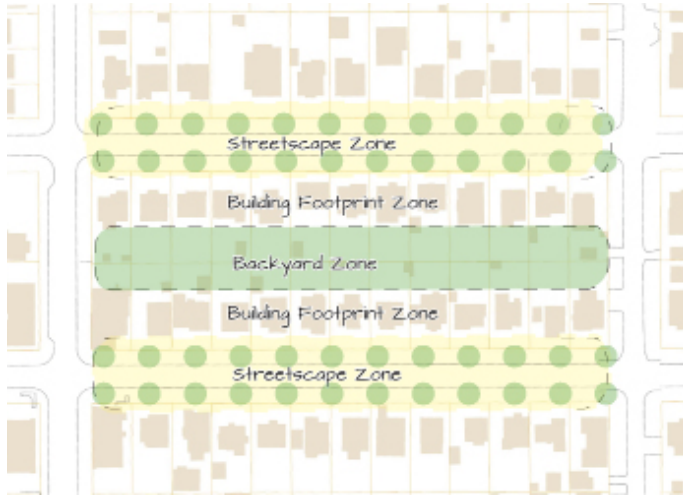 Streetscape Zone
Building Footprint Zone
Backyard Zone
Building Footprint Zone
Streetscape Zone